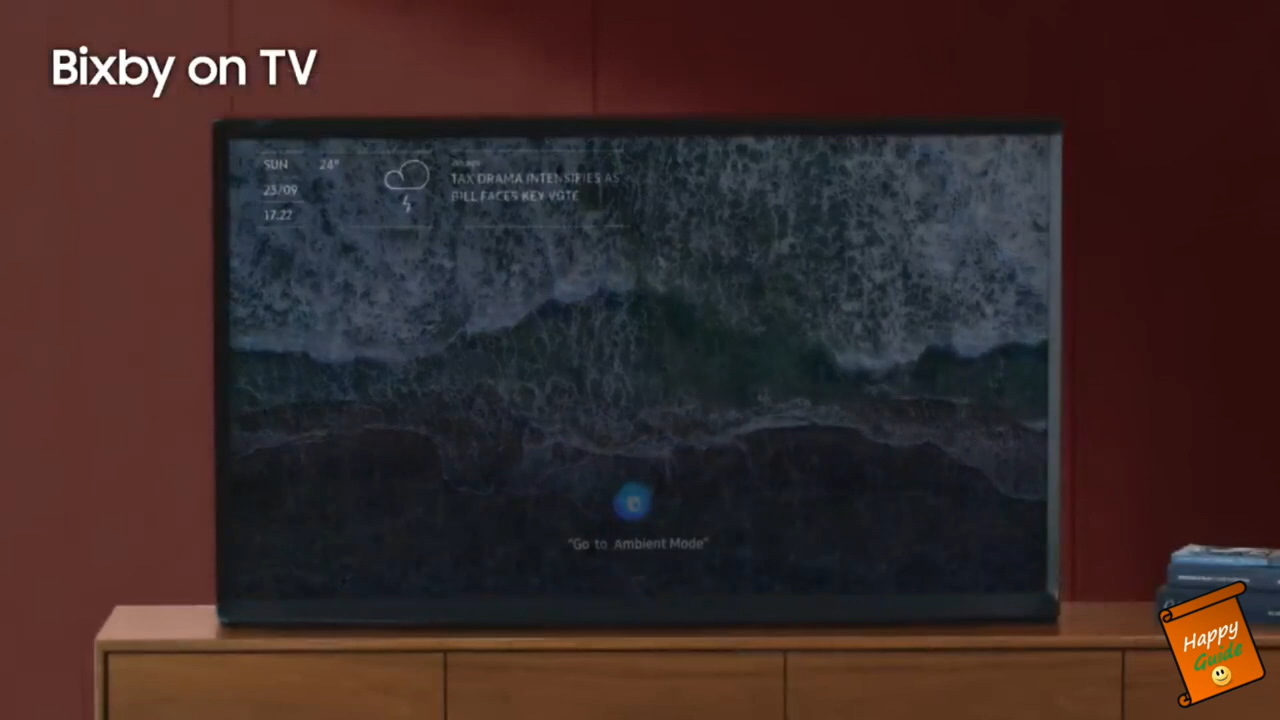 Bixby on TV
SUN 24°
23/09
17:22
TAX DRAMA INTENSIFIES AS
BILL FACES KEY VOTE
"Go to Ambient Mode"
Happy
Guide